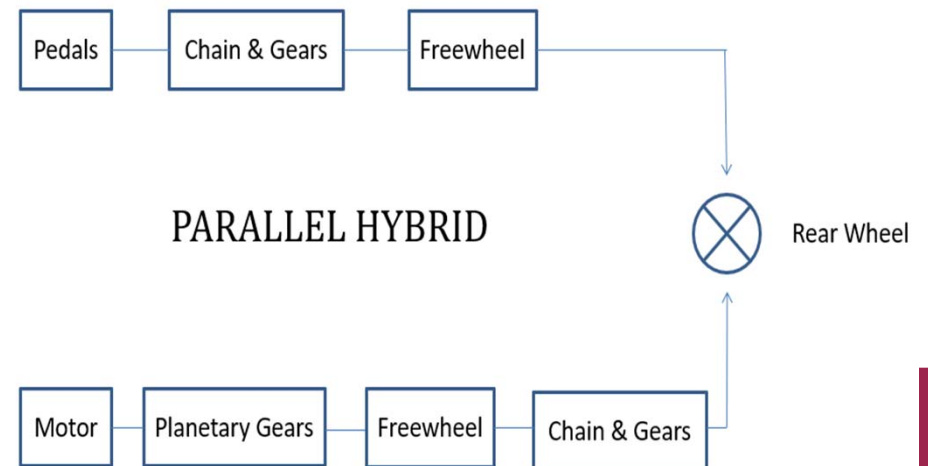 Pedals
Chain & Gears
Freewheel
PARALLEL HYBRID
Rear Wheel
Motor
Planetary Gears
Freewheel
Chain & Gears